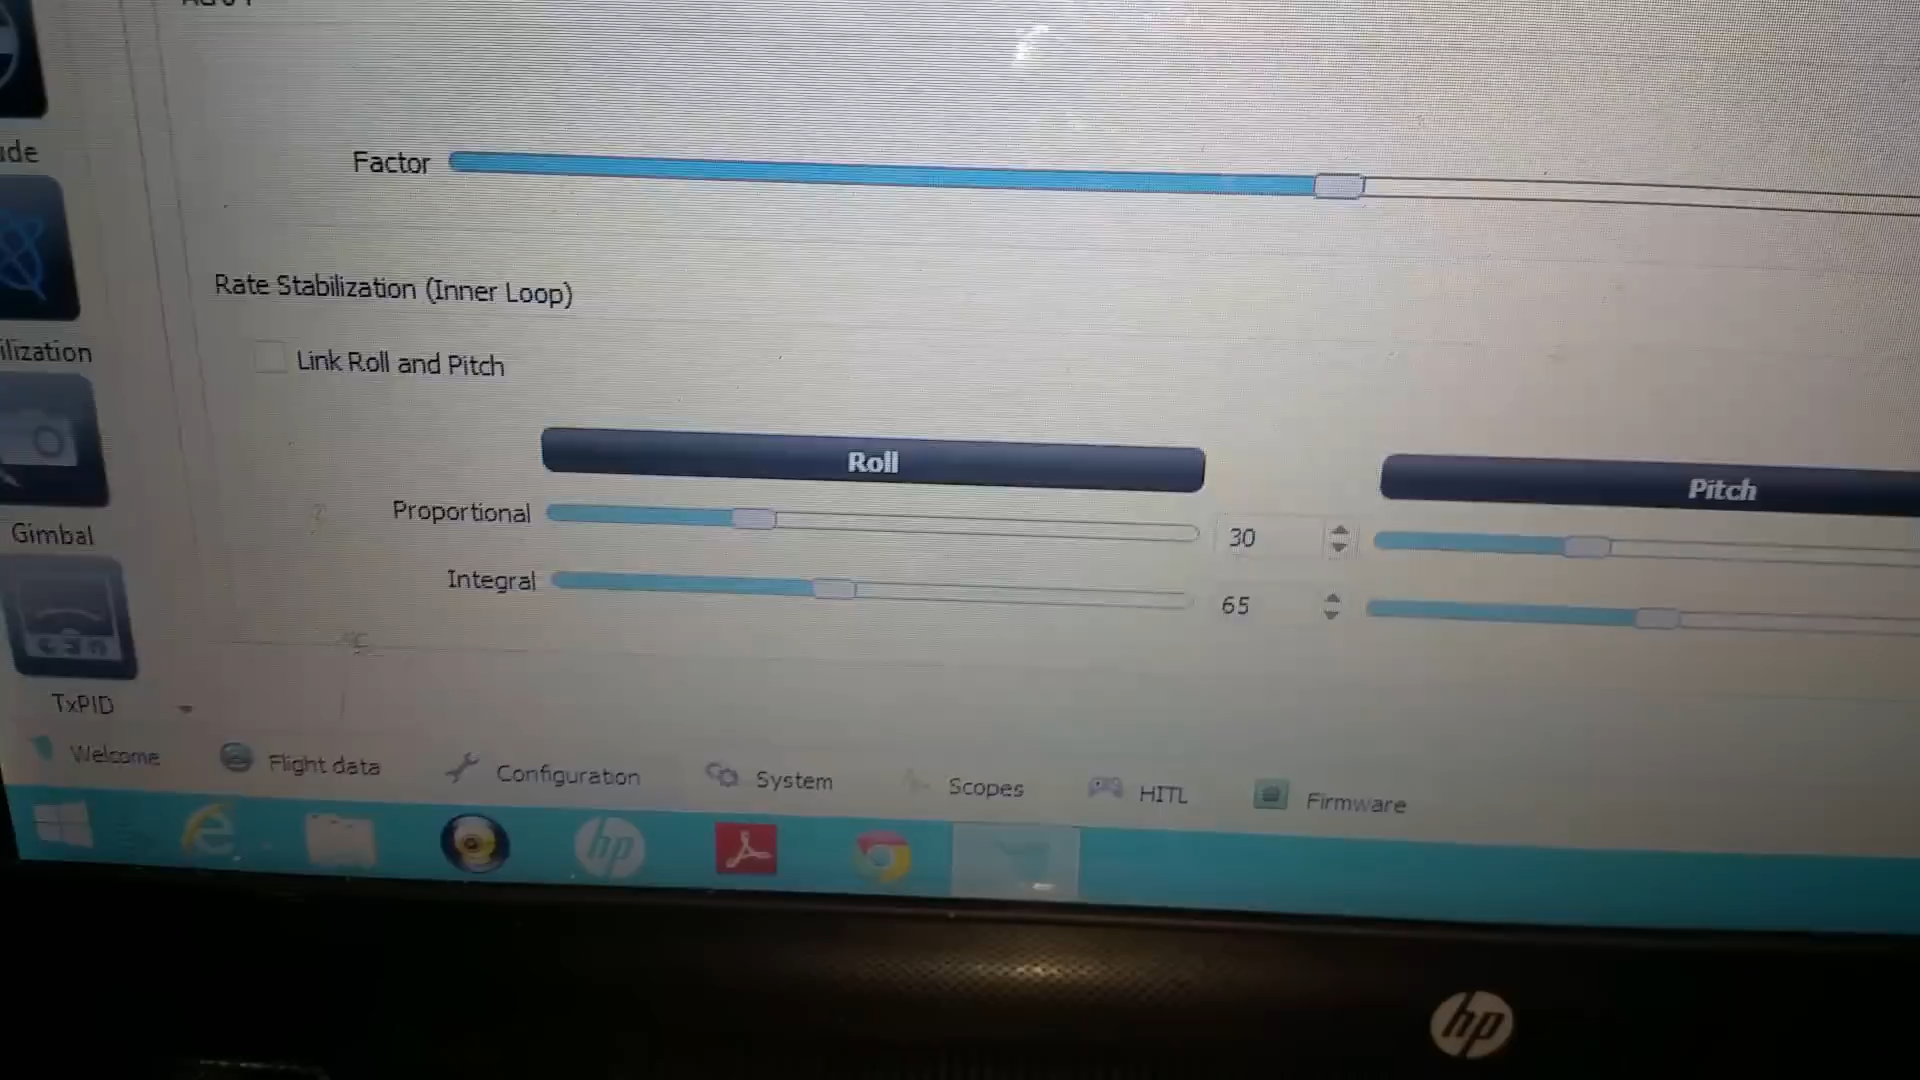 Factor
Rate Stabilization (Inner Loop)
Link Roll and Pitch
Roll
Pitch
Proportional
30
Integral
65
ude
ilization
Gimbal
TxPID
Welcome
Flight data
Configuration
System
Scopes
HITL
Firmware
hp
hp